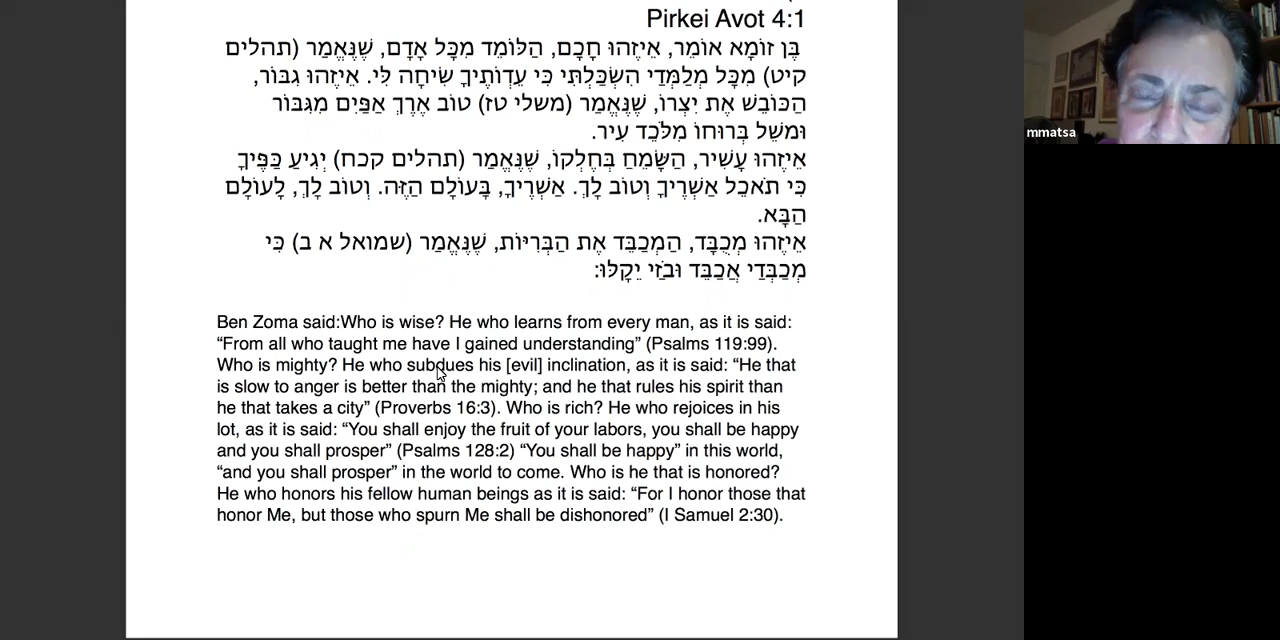 Pirkei Avot 4:1
בֶּן זוֹמָא אוֹמֵר, אֵיזֶהוּ חָכָם, הַלּוֹמֵד מִכָּל אָדָם, שֶׁנֶּאֱמַר (תהלים
קיט) מִכָּל מְלַמְּדַי הִשְׂכַּלְתִּי כִּי עֵדְוֹתֶיךָ שִׂיחָה לִּי. אֵיזֶהוּ גִבּוֹר,
הַכּוֹבֵשׁ אֶת יִצְרוֹ, שֶׁנֶּאֱמַר (משלי טז) טוֹב אֶרֶךְ אַפַּיִם מִגִּבּוֹר
וּמֹשֵׁל בְּרוּחוֹ מִלֹּכֵד עִיר.
אֵיזֶהוּ עָשִׁיר, הַשָּׂמֵחַ בְּחֶלְקוֹ, שֶׁנֶּאֱמַר (תהלים קכח) יְגִיעַ כַּפֶּיךָ
כִּי תֹאכֵל אַשְׁרֶיךָ וְטוֹב לָךְ. אַשְׁרֶיךָ, בָּעוֹלָם הַזֶּה. וְטוֹב לָךְ, לָעוֹלָם
הַבָּא.
אֵיזֶהוּ מְכֻבָּד, הַמְכַבֵּד אֶת הַבְּרִיּוֹת, שֶׁנֶּאֱמַר (שמואל א ב) כִּי
מְכַבְּדַי אֲכַבֵּד וּבֹזַי יֵקָלּוּ:
Ben Zoma said:Who is wise? He who learns from every man, as it is said:
“From all who taught me have I gained understanding” (Psalms 119:99).
Who is mighty? He who subdues his [evil] inclination, as it is said: “He that
is slow to anger is better than the mighty; and he that rules his spirit than
he that takes a city” (Proverbs 16:3). Who is rich? He who rejoices in his
lot, as it is said: “You shall enjoy the fruit of your labors, you shall be happy
and you shall prosper” (Psalms 128:2) “You shall be happy” in this world,
“and you shall prosper” in the world to come. Who is he that is honored?
He who honors his fellow human beings as it is said: “For I honor those that
honor Me, but those who spurn Me shall be dishonored” (I Samuel 2:30).
mmatsa